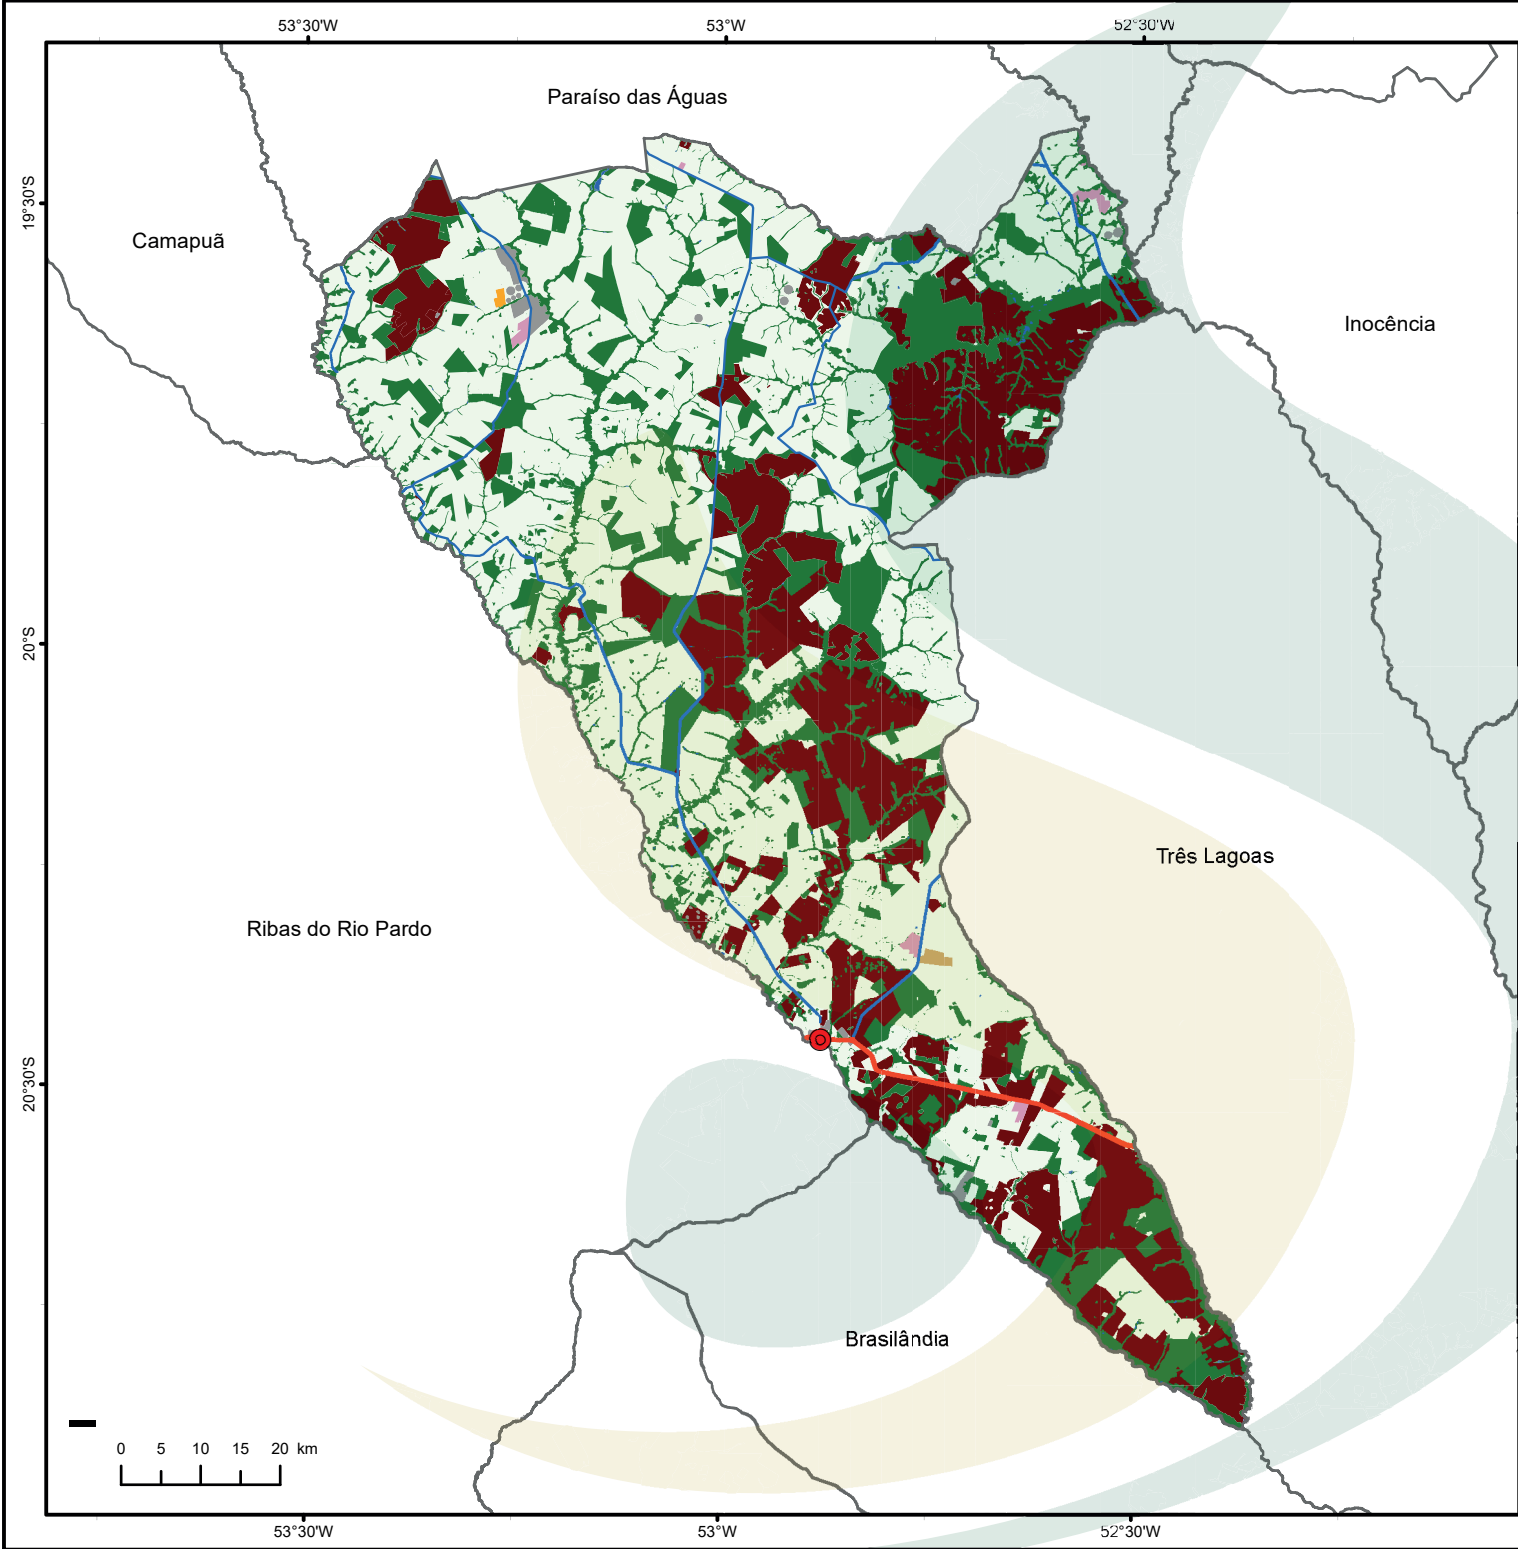 53°30'W 53°W 52°30'W
Paraíso das Águas
19°30'S
Camapuã
Inocência
20°S
Três Lagoas
Ribas do Rio Pardo
20°30'S
Brasilândia
0 5 10 15 20 km
53°30'W 53°W 52°30'W